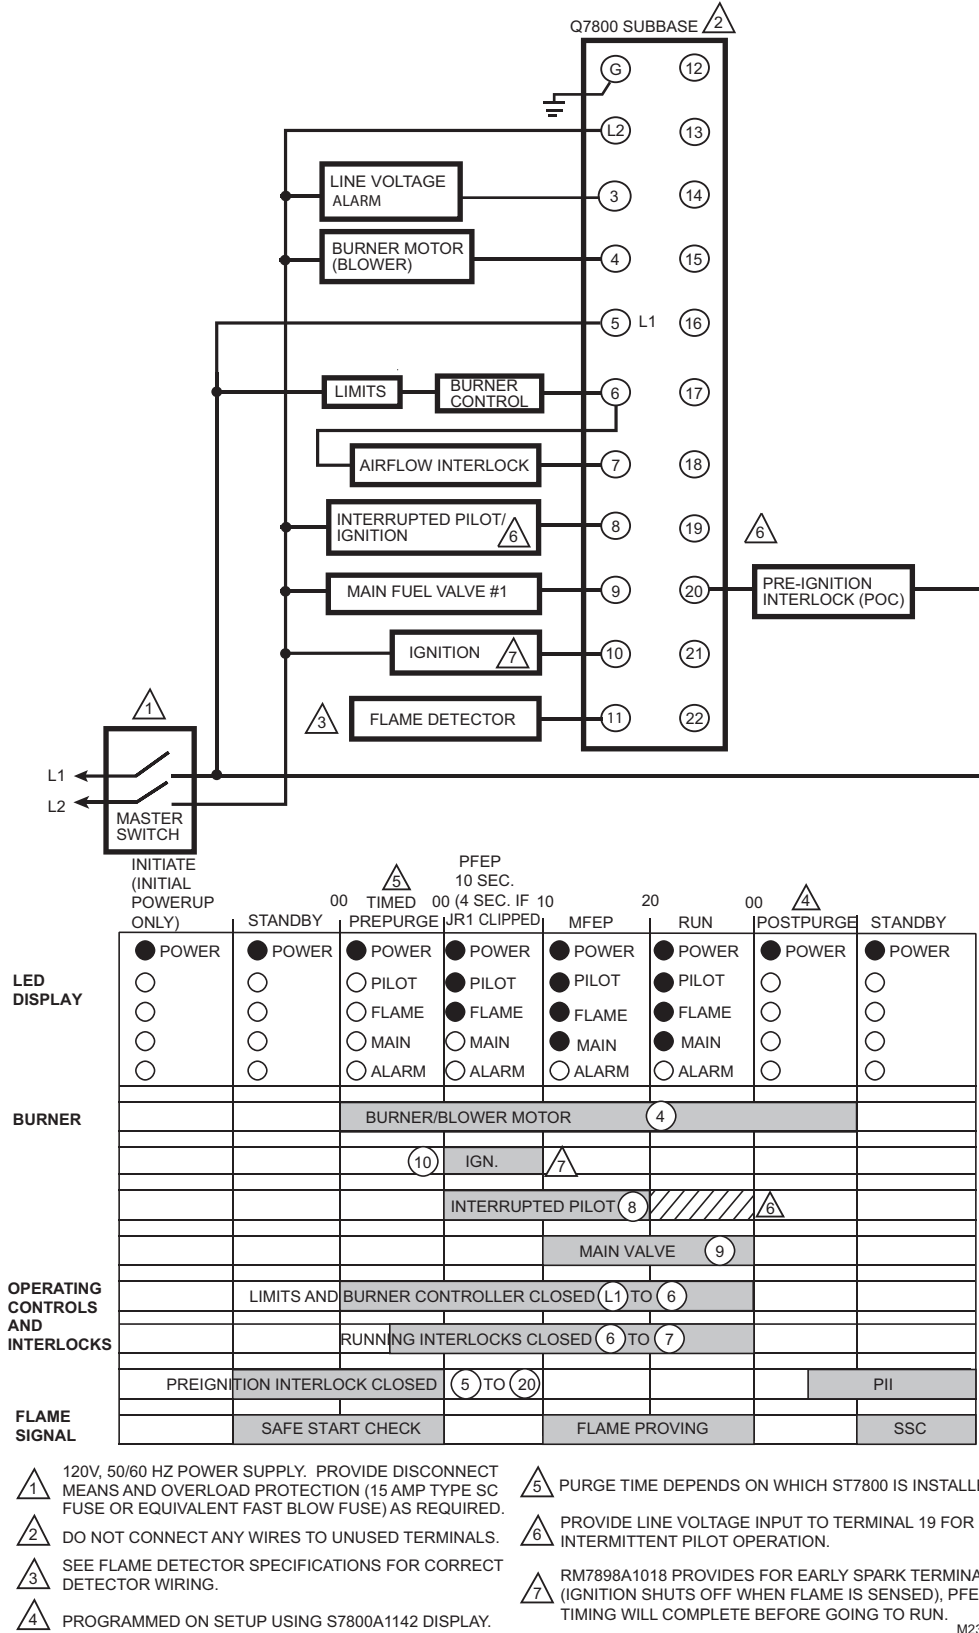 Q7800 SUBBASE 2
G 12
L2 13
LINE VOLTAGE
ALARM
3 14
BURNER MOTOR
(BLOWER)
4 15
5 L1 16
LIMITS
BURNER
CONTROL
6 17
AIRFLOW INTERLOCK
7 18
INTERRUPTED PILOT/
IGNITION 6
8 19
6
MAIN FUEL VALVE #1
9 20
PRE-IGNITION
INTERLOCK (POC)
IGNITION 7
10 21
3 FLAME DETECTOR
11 22
1
L1
L2
MASTER
SWITCH
INITIATE
(INITIAL
POWERUP
ONLY)
STANDBY
00 5 00
TIMED
PREPURGE
PFEP
10 SEC.
(4 SEC. IF
JR1 CLIPPED
10
MFEP
20
RUN
00 4
POSTPURGE
STANDBY
LED
DISPLAY
POWER POWER POWER POWER POWER POWER POWER POWER
PILOT PILOT PILOT PILOT
FLAME FLAME FLAME FLAME
MAIN MAIN MAIN MAIN
ALARM ALARM ALARM ALARM
BURNER
BURNER/BLOWER MOTOR 4
10 IGN. 7
INTERRUPTED PILOT 8 6
MAIN VALVE 9
OPERATING
CONTROLS
AND
INTERLOCKS
LIMITS AND BURNER CONTROLLER CLOSED L1 TO 6
RUNNING INTERLOCKS CLOSED 6 TO 7
PREIGNITION INTERLOCK CLOSED 5 TO 20 PII
FLAME
SIGNAL
SAFE START CHECK FLAME PROVING SSC
1 120V, 50/60 HZ POWER SUPPLY. PROVIDE DISCONNECT
MEANS AND OVERLOAD PROTECTION (15 AMP TYPE SC
FUSE OR EQUIVALENT FAST BLOW FUSE) AS REQUIRED.
2 DO NOT CONNECT ANY WIRES TO UNUSED TERMINALS.
3 SEE FLAME DETECTOR SPECIFICATIONS FOR CORRECT
DETECTOR WIRING.
4 PROGRAMMED ON SETUP USING S7800A1142 DISPLAY.
5 PURGE TIME DEPENDS ON WHICH ST7800 IS INSTALL
6 PROVIDE LINE VOLTAGE INPUT TO TERMINAL 19 FOR
INTERMITTENT PILOT OPERATION.
7 RM7898A1018 PROVIDES FOR EARLY SPARK TERMINA
(IGNITION SHUTS OFF WHEN FLAME IS SENSED), PFE
TIMING WILL COMPLETE BEFORE GOING TO RUN.